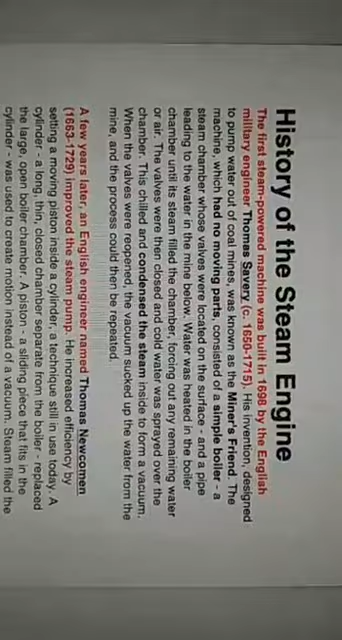 History of the Steam Engine
The first steam-powered machine was built in 1698 by the English
military engineer Thomas Savery (c. 1650-1715). His invention, designed
to pump water out of coal mines, was known as the Miner's Friend. The
machine, which had no moving parts, consisted of a simple boiler - a
steam chamber whose valves were located on the surface - and a pipe
leading to the water in the mine below. Water was heated in the boiler
chamber until its steam filled the chamber, forcing out any remaining water
or air. The valves were then closed and cold water was sprayed over the
chamber. This chilled and condensed the steam inside to form a vacuum.
When the valves were reopened, the vacuum sucked up the water from the
mine, and the process could then be repeated.
A few years later, an English engineer named Thomas Newcomen
(1663-1729) improved the steam pump. He increased efficiency by
setting a moving piston inside a cylinder, a technique still in use today. A
cylinder - a long, thin, closed chamber separate from the boiler - replaced
the large, open boiler chamber. A piston - a sliding piece that fits in the
cylinder - was used to create motion instead of a vacuum. Steam filled the